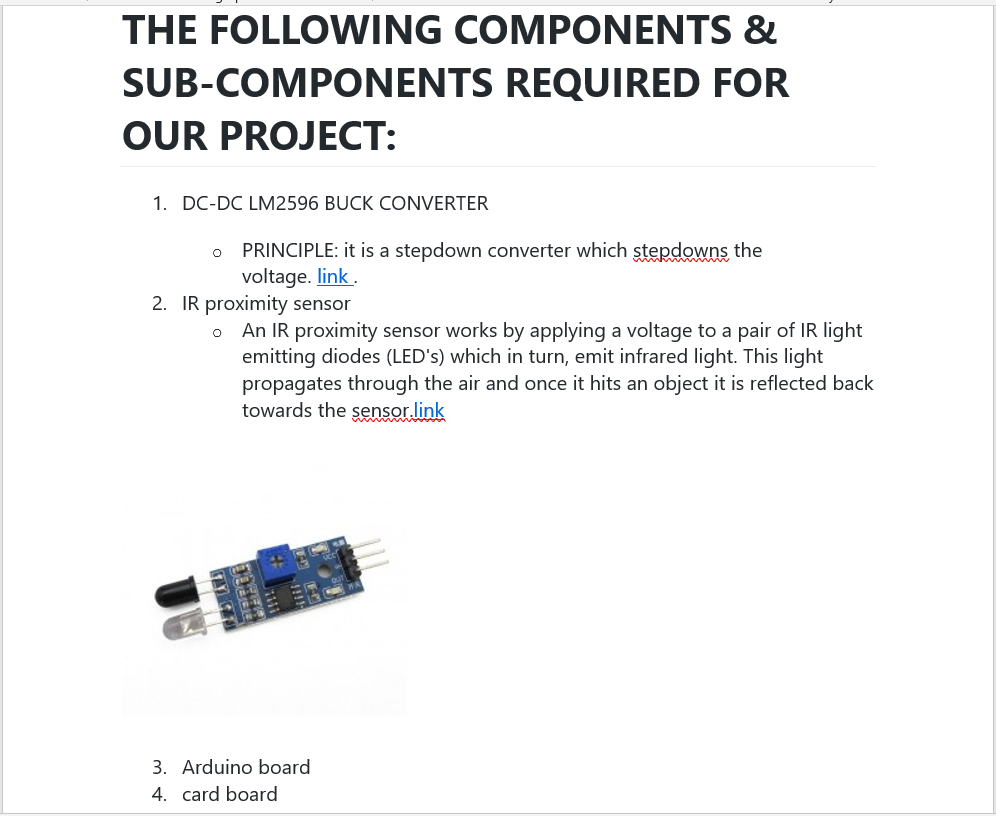 THE FOLLOWING COMPONENTS &
SUB-COMPONENTS REQUIRED FOR
OUR PROJECT:
1. DC-DC LM2596 BUCK CONVERTER
o PRINCIPLE: it is a stepdown converter which stepdowns the
voltage. link .
2. IR proximity sensor
o An IR proximity sensor works by applying a voltage to a pair of IR light
emitting diodes (LED's) which in turn, emit infrared light. This light
propagates through the air and once it hits an object it is reflected back
towards the sensor.link
VCC
OUT
3. Arduino board
4. card board